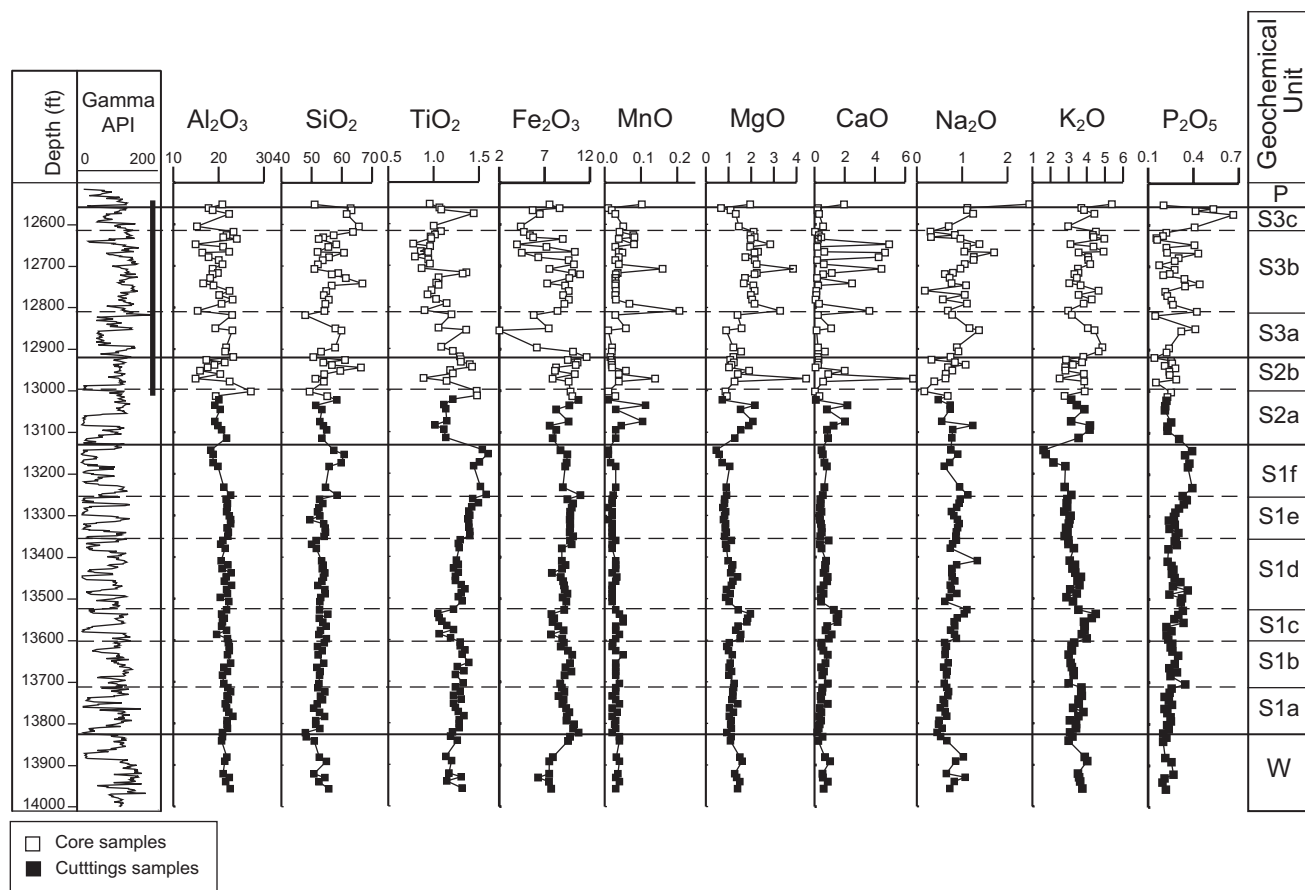 Al₂O₃ SiO₂ TiO₂ Fe₂O₃ MnO MgO CaO Na₂O K₂O P₂O₅
Depth (ft)
Gamma
API
Geochemical
Unit
0 200
10 20 30
40 50 60 70
0.5 1.0 1.5
2 7 12
0.0 0.1 0.2
0 1 2 3 4
0 2 4 6
0 1 2
1 2 3 4 5 6
0.1 0.4 0.7
12600
12700
12800
12900
13000
13100
13200
13300
13400
13500
13600
13700
13800
13900
14000
P
S3c
S3b
S3a
S2b
S2a
S1f
S1e
S1d
S1c
S1b
S1a
W
Core samples
Cutttings samples